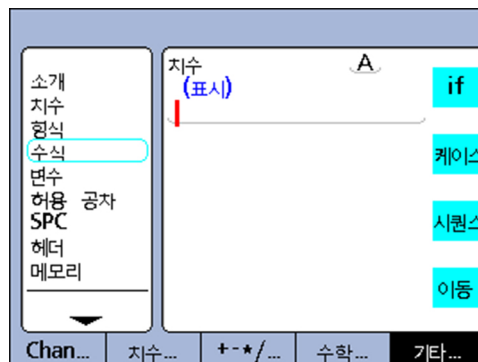 소개
치수
형식
수식
변수
허용 공차
SPC
헤더
메모리
치수
A
(표시)
if
케이스
시퀀스
이동
Chan...
치수...
+-*/...
수학...
기타...